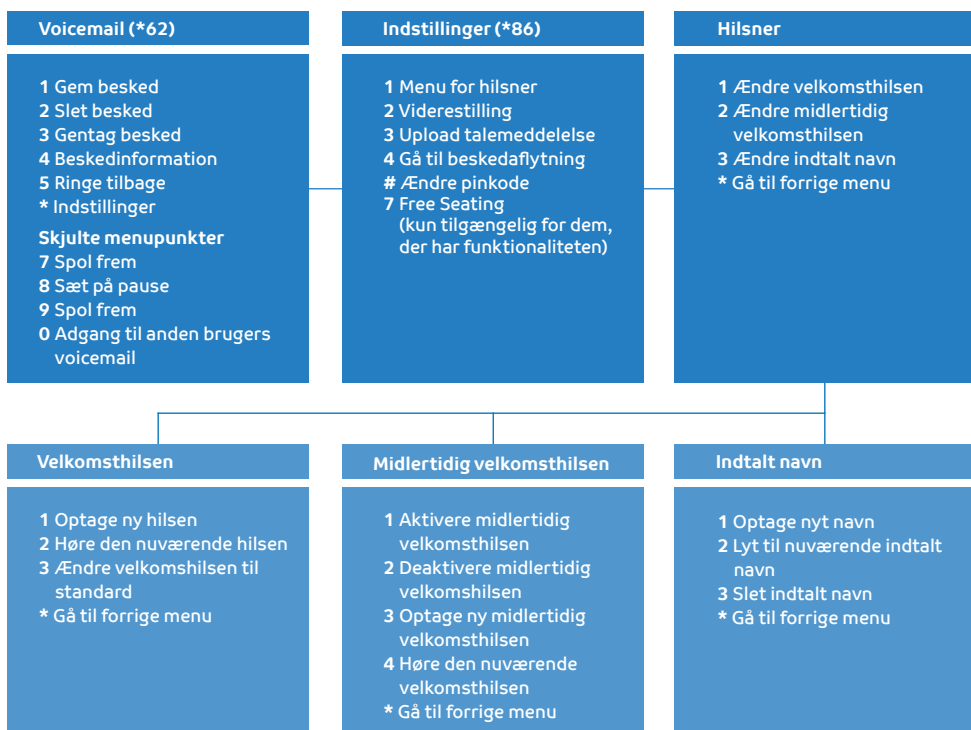 Voicemail (*62)
1 Gem besked
2 Slet besked
3 Gentag besked
4 Beskedinformation
5 Ringe tilbage
* Indstillinger
Skjulte menupunkter
7 Spol frem
8 Sæt på pause
9 Spol frem
0 Adgang til anden brugers
voicemail
Indstillinger (*86)
1 Menu for hilsner
2 Viderestilling
3 Upload talemeddelelse
4 Gå til beskedaflytning
# Ændre pinkode
7 Free Seating
(kun tilgængelig for dem,
der har funktionaliteten)
Hilsner
1 Ændre velkomsthilsen
2 Ændre midlertidig
velkomsthilsen
3 Ændre indtalt navn
* Gå til forrige menu
Velkomsthilsen
1 Optage ny hilsen
2 Høre den nuværende hilsen
3 Ændre velkomshilsen til
standard
* Gå til forrige menu
Midlertidig velkomsthilsen
1 Aktivere midlertidig
velkomsthilsen
2 Deaktivere midlertidig
velkomshilsen
3 Optage ny midlertidig
velkomsthilsen
4 Høre den nuværende
velkomsthilsen
* Gå til forrige menu
Indtalt navn
1 Optage nyt navn
2 Lyt til nuværende indtalt
navn
3 Slet indtalt navn
* Gå til forrige menu